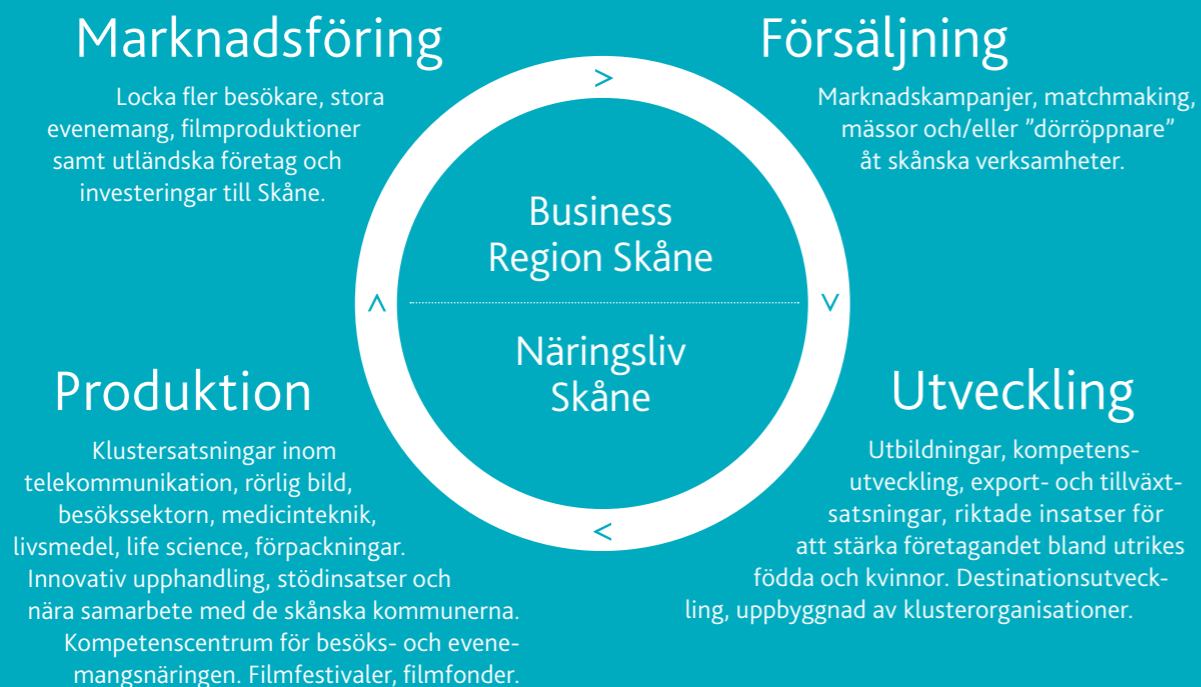 Marknadsföring
Locka fler besökare, stora
evenemang, filmproduktioner
samt utländska företag och
investeringar till Skåne.
Försäljning
Marknadskampanjer, matchmaking,
mässor och/eller ”dörröppnare”
åt skånska verksamheter.
>
Business
Region Skåne
>
>
Näringsliv
Skåne
>
Produktion
Klustersatsningar inom
telekommunikation, rörlig bild,
besökssektorn, medicinteknik,
livsmedel, life science, förpackningar.
Innovativ upphandling, stödinsatser och
nära samarbete med de skånska kommunerna.
Kompetenscentrum för besöks- och evene-
mangsnäringen. Filmfestivaler, filmfonder.
Utveckling
Utbildningar, kompetens-
utveckling, export- och tillväxt-
satsningar, riktade insatser för
att stärka företagandet bland utrikes
födda och kvinnor. Destinationsutveck-
ling, uppbyggnad av klusterorganisationer.